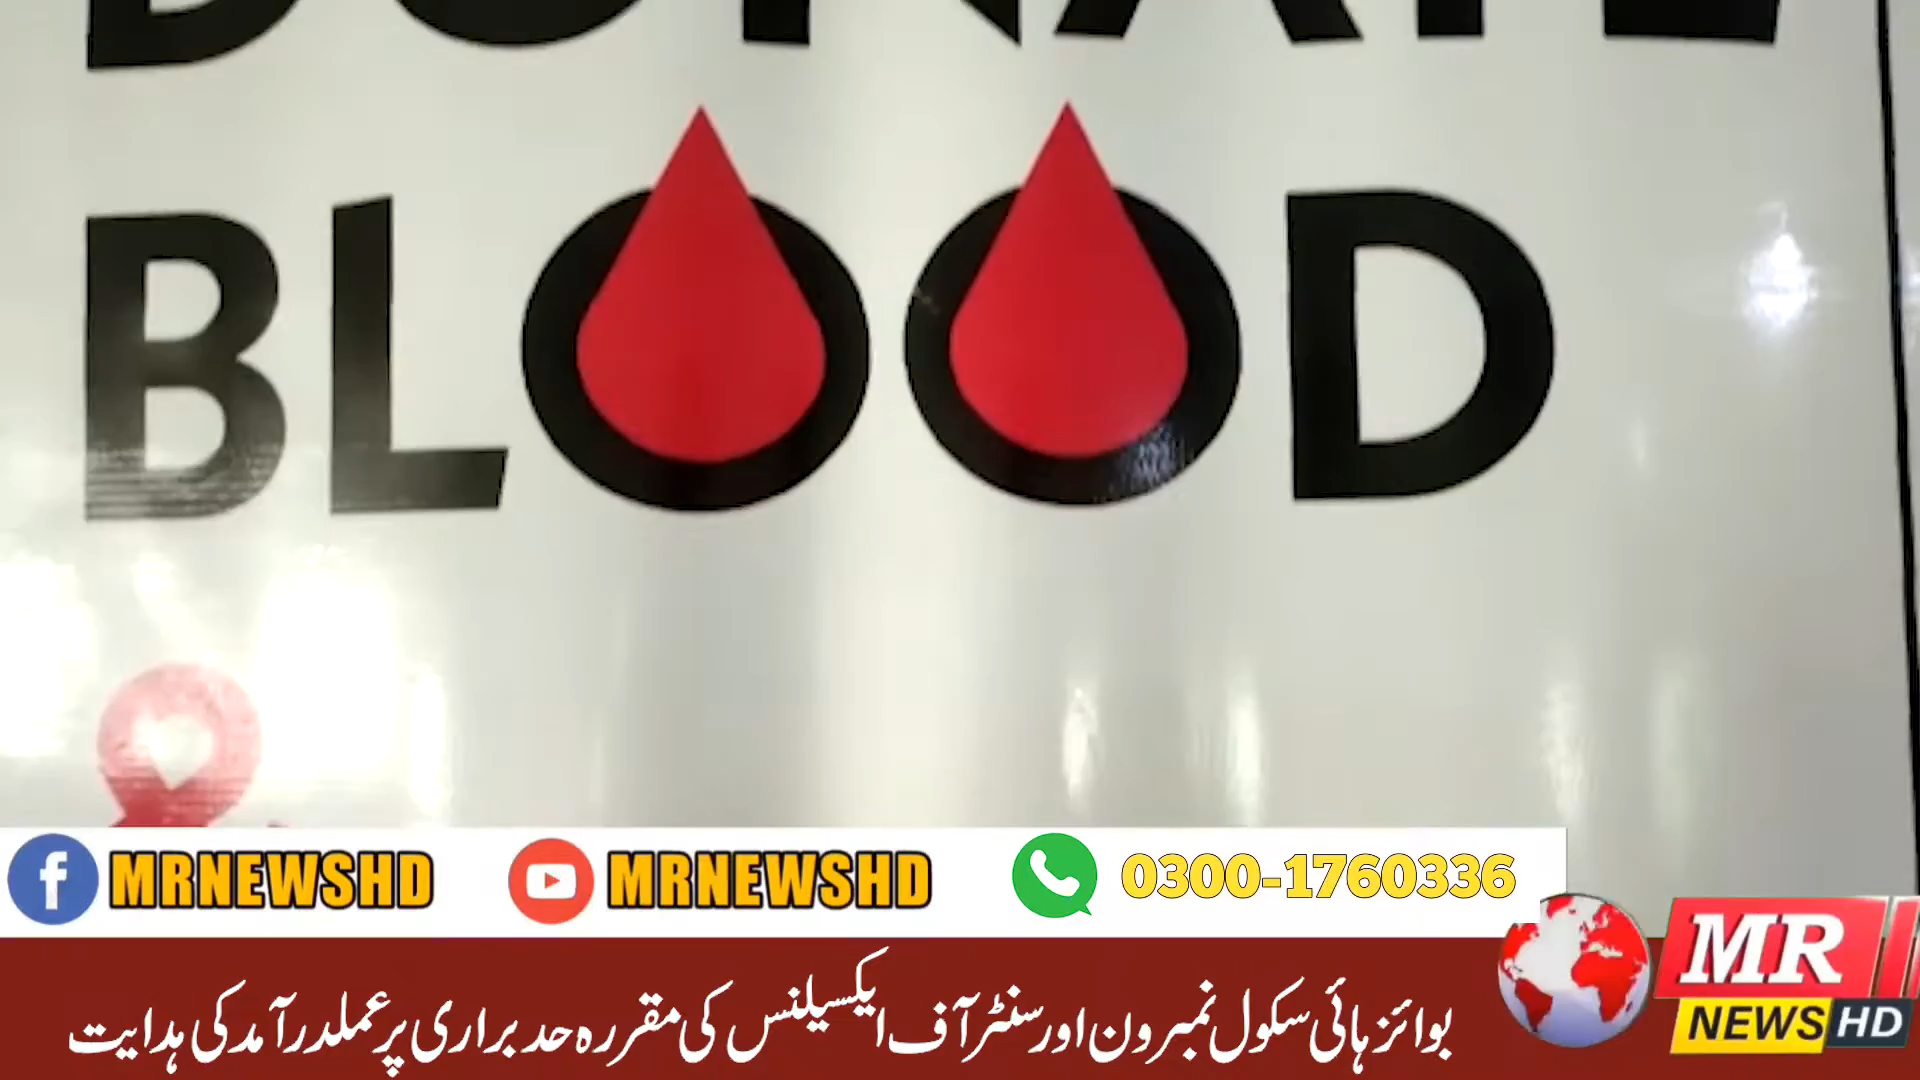 DONATE
BLOOD
MRNEWSHD
MRNEWSHD
0300-1760336
MR
NEWS HD
بوائز ہائی سکول نمبر ون اور سنٹر آف ایکسیلنس کی مقررہ حد براری پر عملدرآمد کی ہدایت